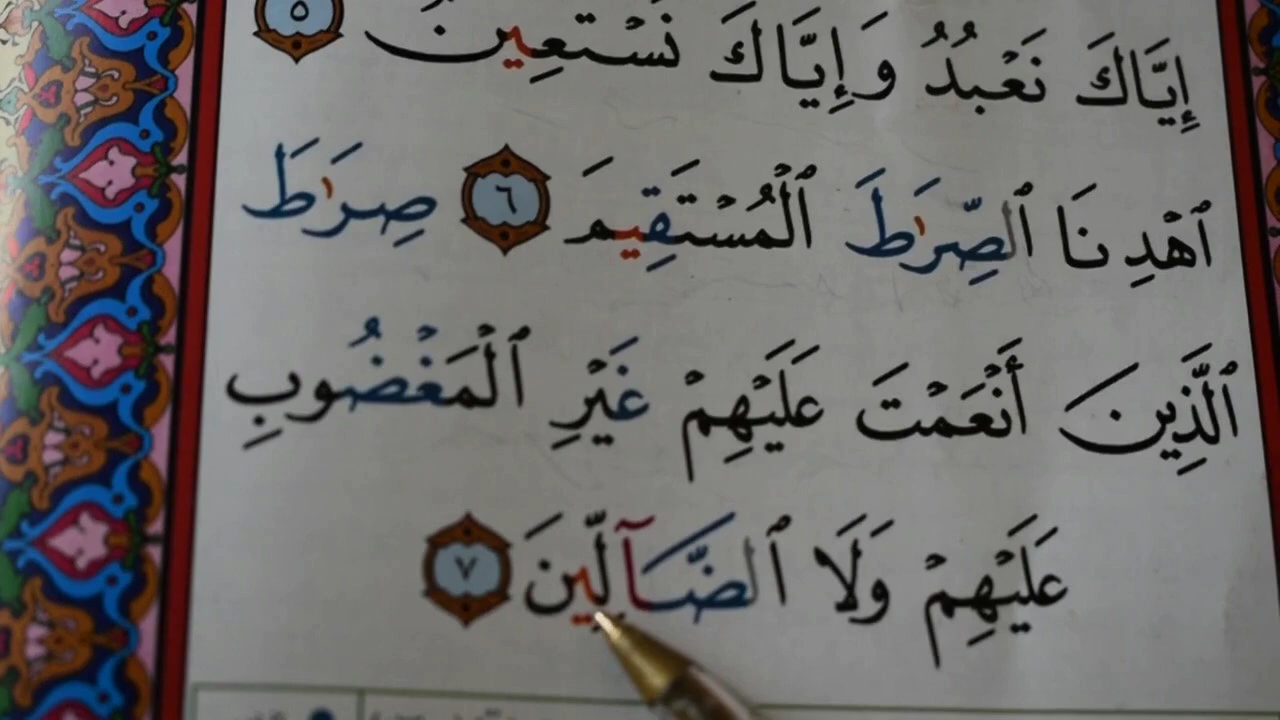 إِيَّاكَ نَعْبُدُ وَإِيَّاكَ نَسْتَعِينُ ٥
ٱهْدِنَا ٱلصِّرَٰطَ ٱلْمُسْتَقِيمَ ٦ صِرَٰطَ
ٱلَّذِينَ أَنْعَمْتَ عَلَيْهِمْ غَيْرِ ٱلْمَغْضُوبِ
عَلَيْهِمْ وَلَا ٱلضَّآلِّينَ ٧